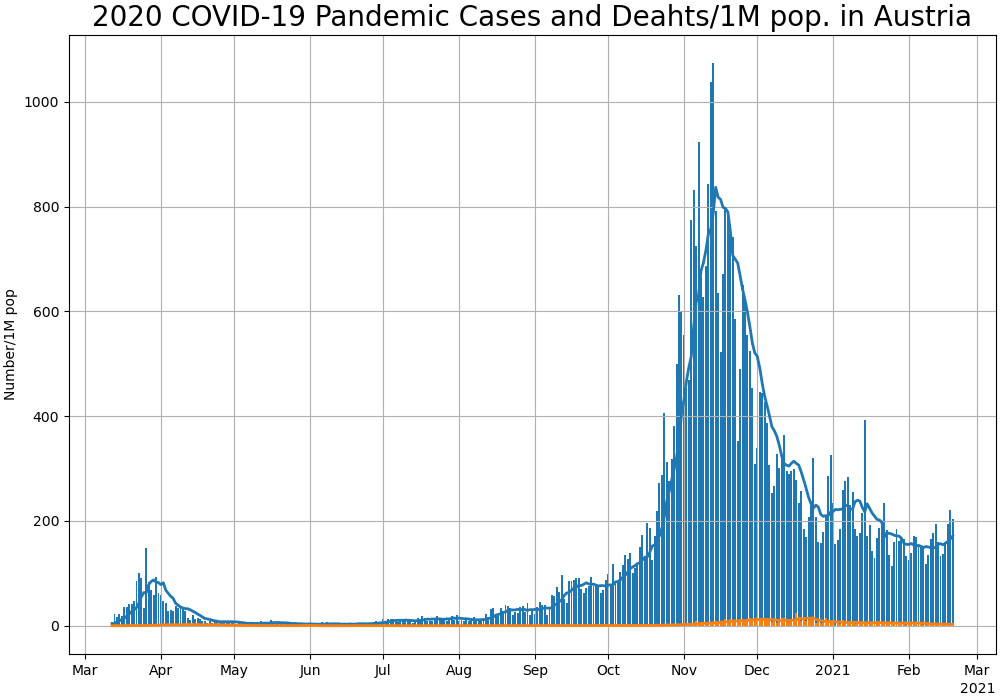 2020 COVID-19 Pandemic Cases and Deahts/1M pop. in Austria
Number/1M pop
1000
800
600
400
200
0
Mar Apr May Jun Jul Aug Sep Oct Nov Dec 2021 Feb Mar
2021